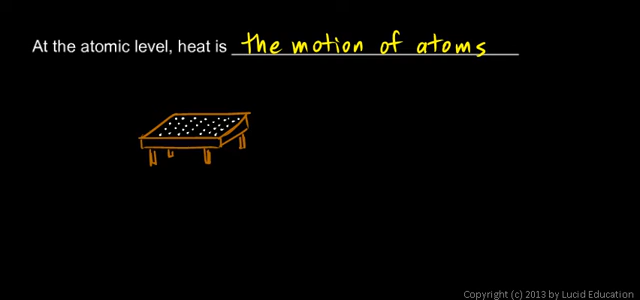 At the atomic level, heat is the motion of atoms
Copyright (c) 2013 by Lucid Education